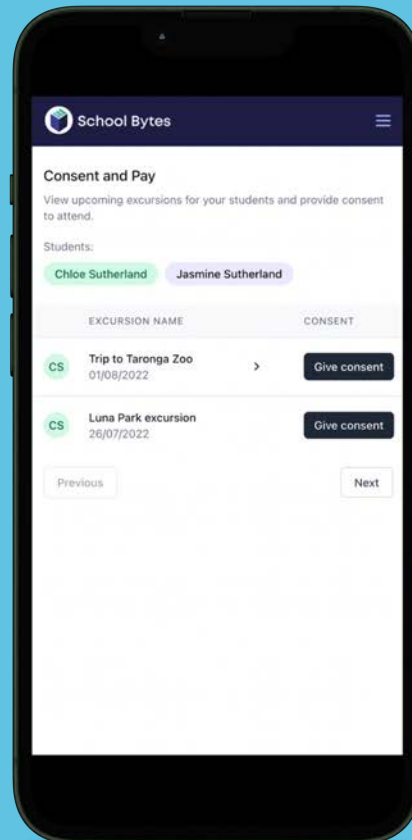 School Bytes
Consent and Pay
View upcoming excursions for your students and provide consent
to attend.
Students:
Chloe Sutherland Jasmine Sutherland
EXCURSION NAME CONSENT
CS Trip to Taronga Zoo Give consent
01/08/2022
CS Luna Park excursion Give consent
26/07/2022
Previous Next